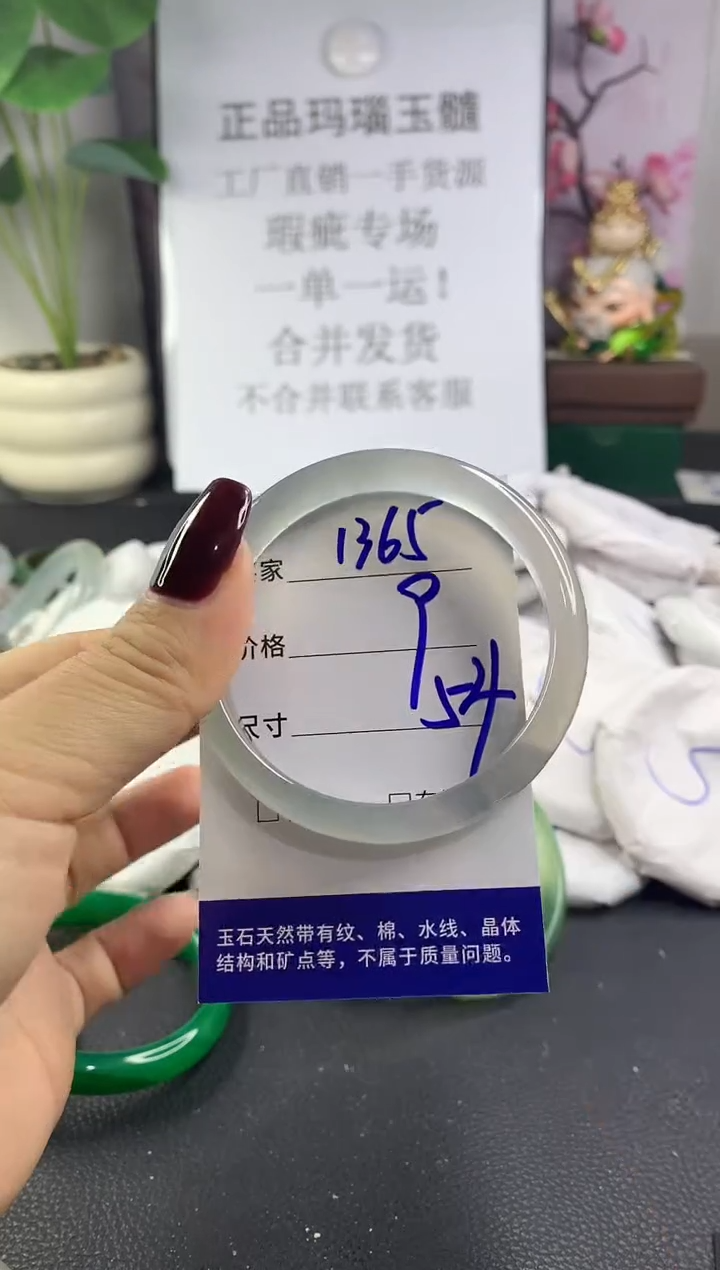 正品玛瑙玉髓
工厂直销一手货源
瑕疵专场
一单一运!
合并发货
不合并联系客服
家 1365
价格 9
尺寸 54
玉石天然带有纹、棉、水线、晶体
结构和矿点等，不属于质量问题。